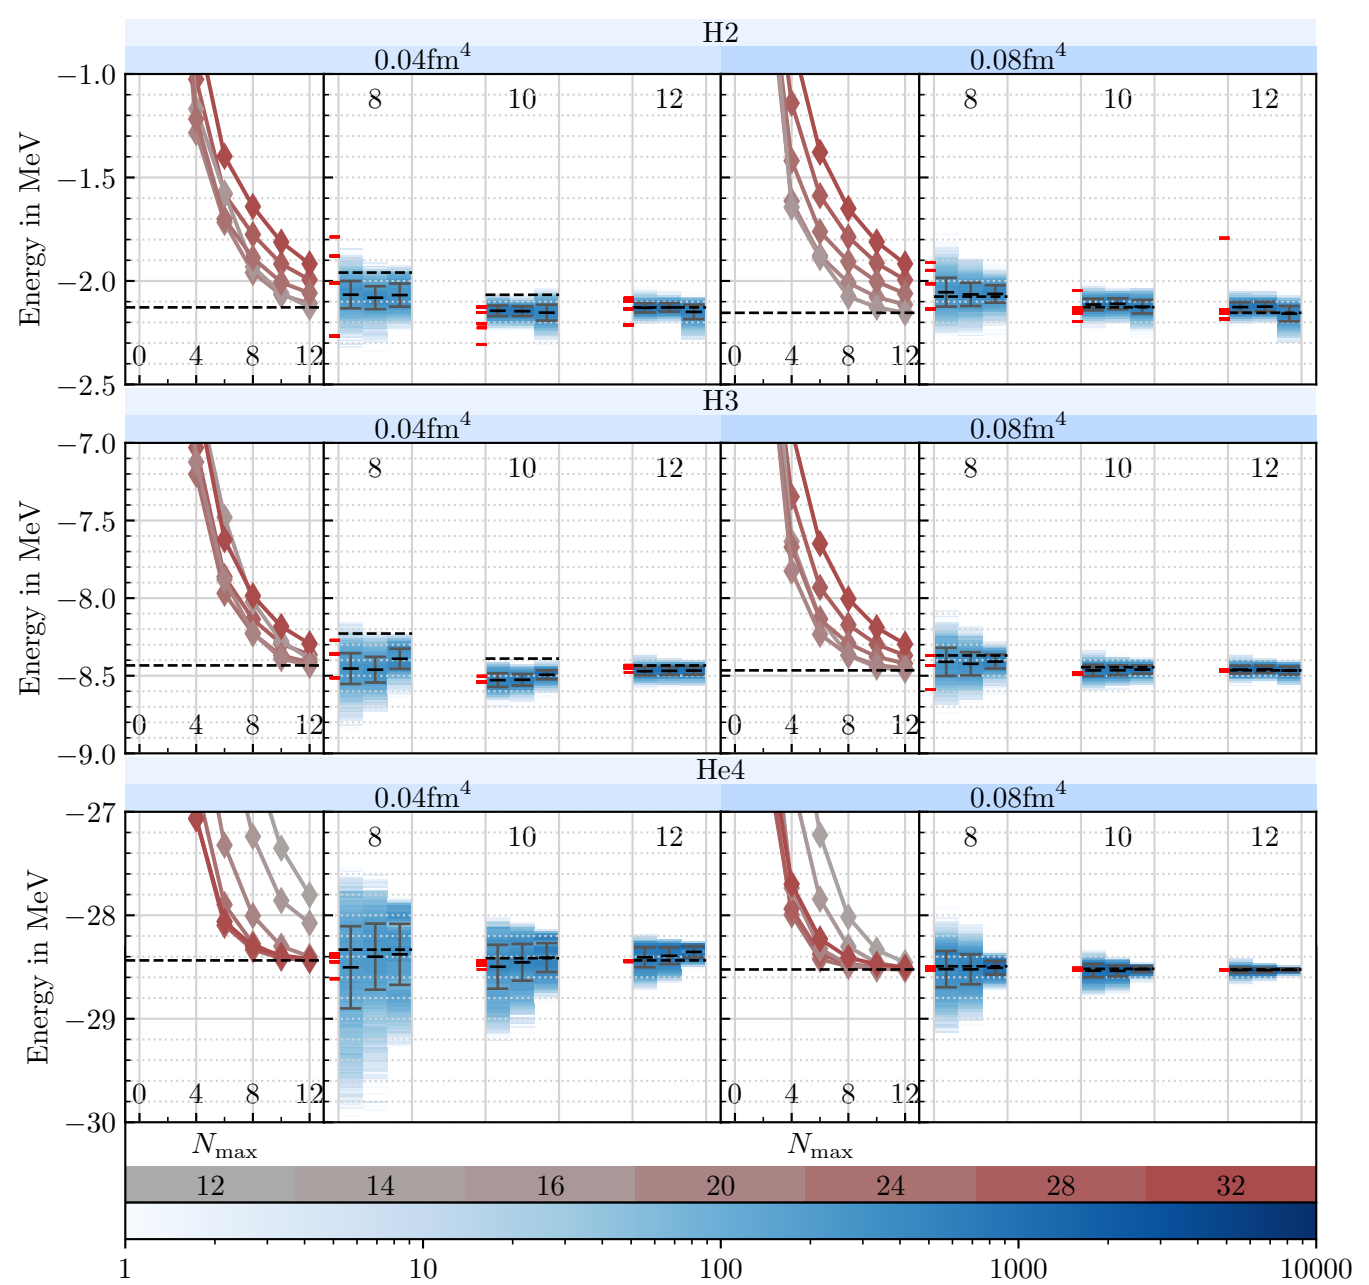 H2
0.04fm⁴ 0.08fm⁴
−1.0
8 10 12 8 10 12
−1.5
−2.0
−2.5
Energy in MeV
0 4 8 12 0 4 8 12
H3
0.04fm⁴ 0.08fm⁴
−7.0
8 10 12 8 10 12
−7.5
−8.0
−8.5
−9.0
Energy in MeV
0 4 8 12 0 4 8 12
He4
0.04fm⁴ 0.08fm⁴
−27
8 10 12 8 10 12
−28
−29
−30
Energy in MeV
0 4 8 12 0 4 8 12
Nmax Nmax
12 14 16 20 24 28 32
1 10 100 1000 10000